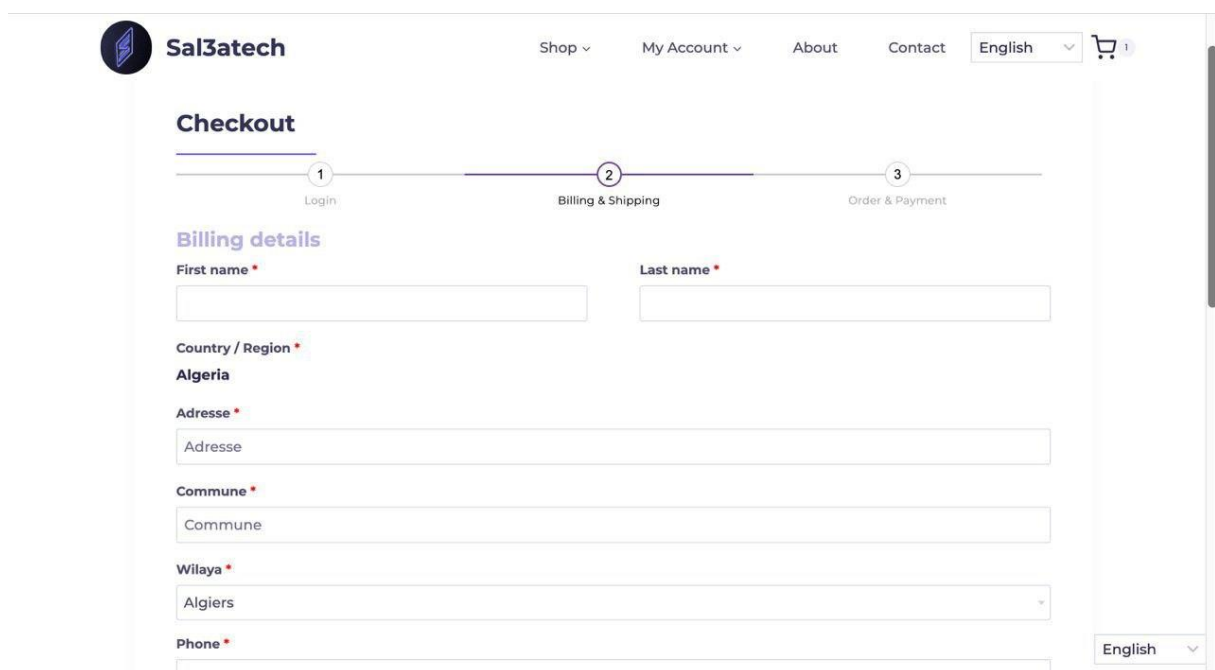 Sal3atech Shop My Account About Contact English 1
Checkout
1 2 3
Login Billing & Shipping Order & Payment
Billing details
First name * Last name *
Country / Region *
Algeria
Adresse *
Adresse
Commune *
Commune
Wilaya *
Algiers
Phone *
English